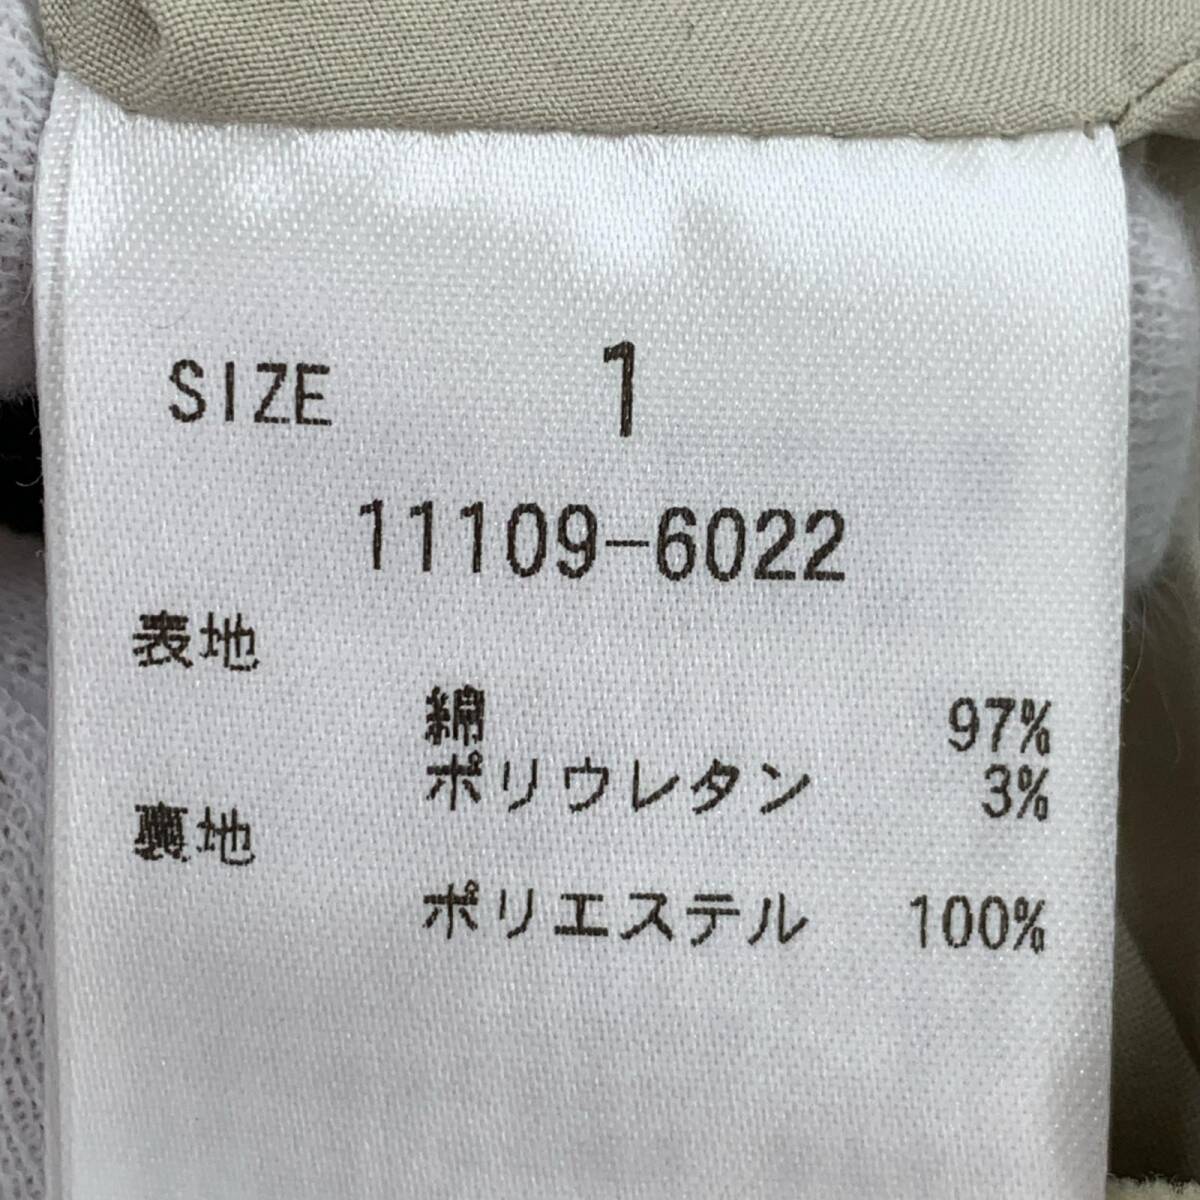 SIZE 1
11109-6022
表地
綿 97%
ポリウレタン 3%
裏地
ポリエステル 100%